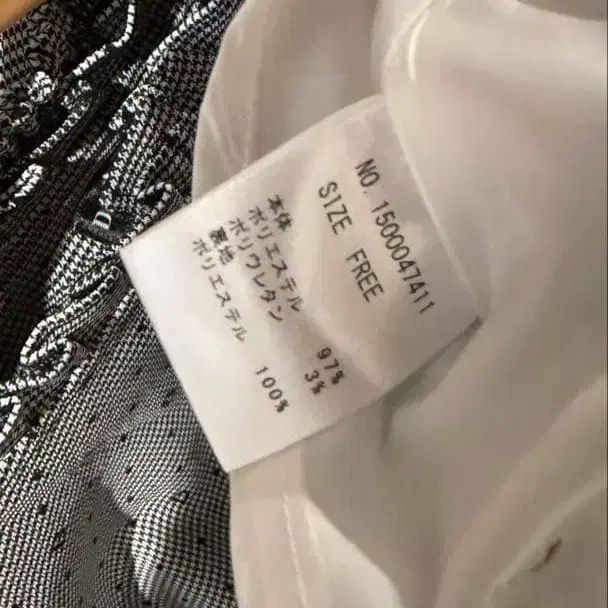 NO. 1500047411
SIZE FREE
本体
ポリエステル 97%
ポリウレタン 3%
裏地
ポリエステル 100%